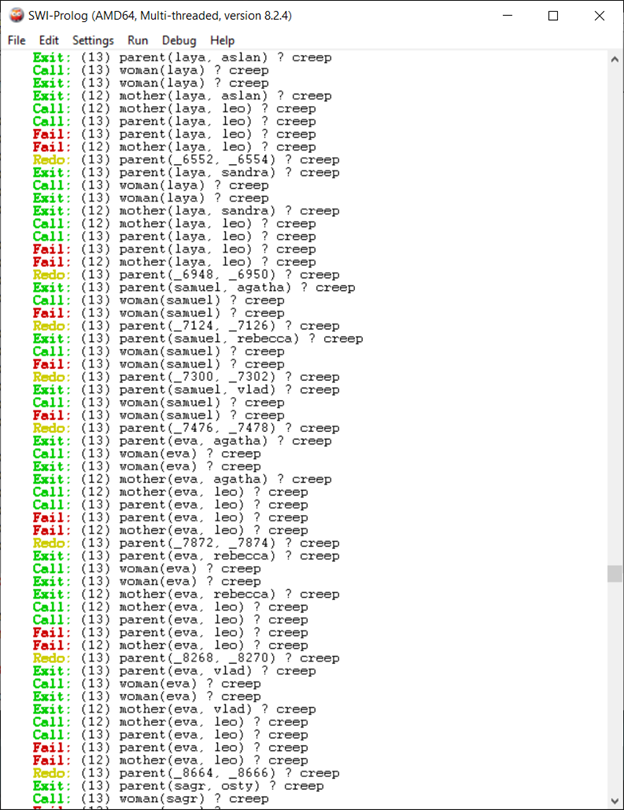 SWI-Prolog (AMD64, Multi-threaded, version 8.2.4)
File Edit Settings Run Debug Help
Exit: (13) parent(laya, aslan) ? creep
Call: (13) woman(laya) ? creep
Exit: (13) woman(laya) ? creep
Exit: (12) mother(laya, aslan) ? creep
Call: (12) mother(laya, leo) ? creep
Call: (13) parent(laya, leo) ? creep
Fail: (13) parent(laya, leo) ? creep
Fail: (12) mother(laya, leo) ? creep
Redo: (13) parent(_6552, _6554) ? creep
Exit: (13) parent(laya, sandra) ? creep
Call: (13) woman(laya) ? creep
Exit: (13) woman(laya) ? creep
Exit: (12) mother(laya, sandra) ? creep
Call: (12) mother(laya, leo) ? creep
Call: (13) parent(laya, leo) ? creep
Fail: (13) parent(laya, leo) ? creep
Fail: (12) mother(laya, leo) ? creep
Redo: (13) parent(_6948, _6950) ? creep
Exit: (13) parent(samuel, agatha) ? creep
Call: (13) woman(samuel) ? creep
Fail: (13) woman(samuel) ? creep
Redo: (13) parent(_7124, _7126) ? creep
Exit: (13) parent(samuel, rebecca) ? creep
Call: (13) woman(samuel) ? creep
Fail: (13) woman(samuel) ? creep
Redo: (13) parent(_7300, _7302) ? creep
Exit: (13) parent(samuel, vlad) ? creep
Call: (13) woman(samuel) ? creep
Fail: (13) woman(samuel) ? creep
Redo: (13) parent(_7476, _7478) ? creep
Exit: (13) parent(eva, agatha) ? creep
Call: (13) woman(eva) ? creep
Exit: (13) woman(eva) ? creep
Exit: (12) mother(eva, agatha) ? creep
Call: (12) mother(eva, leo) ? creep
Call: (13) parent(eva, leo) ? creep
Fail: (13) parent(eva, leo) ? creep
Fail: (12) mother(eva, leo) ? creep
Redo: (13) parent(_7872, _7874) ? creep
Exit: (13) parent(eva, rebecca) ? creep
Call: (13) woman(eva) ? creep
Exit: (13) woman(eva) ? creep
Exit: (12) mother(eva, rebecca) ? creep
Call: (12) mother(eva, leo) ? creep
Call: (13) parent(eva, leo) ? creep
Fail: (13) parent(eva, leo) ? creep
Fail: (12) mother(eva, leo) ? creep
Redo: (13) parent(_8268, _8270) ? creep
Exit: (13) parent(eva, vlad) ? creep
Call: (13) woman(eva) ? creep
Exit: (13) woman(eva) ? creep
Exit: (12) mother(eva, vlad) ? creep
Call: (12) mother(eva, leo) ? creep
Call: (13) parent(eva, leo) ? creep
Fail: (13) parent(eva, leo) ? creep
Fail: (12) mother(eva, leo) ? creep
Redo: (13) parent(_8664, _8666) ? creep
Exit: (13) parent(sagr, osty) ? creep
Call: (13) woman(sagr) ? creep